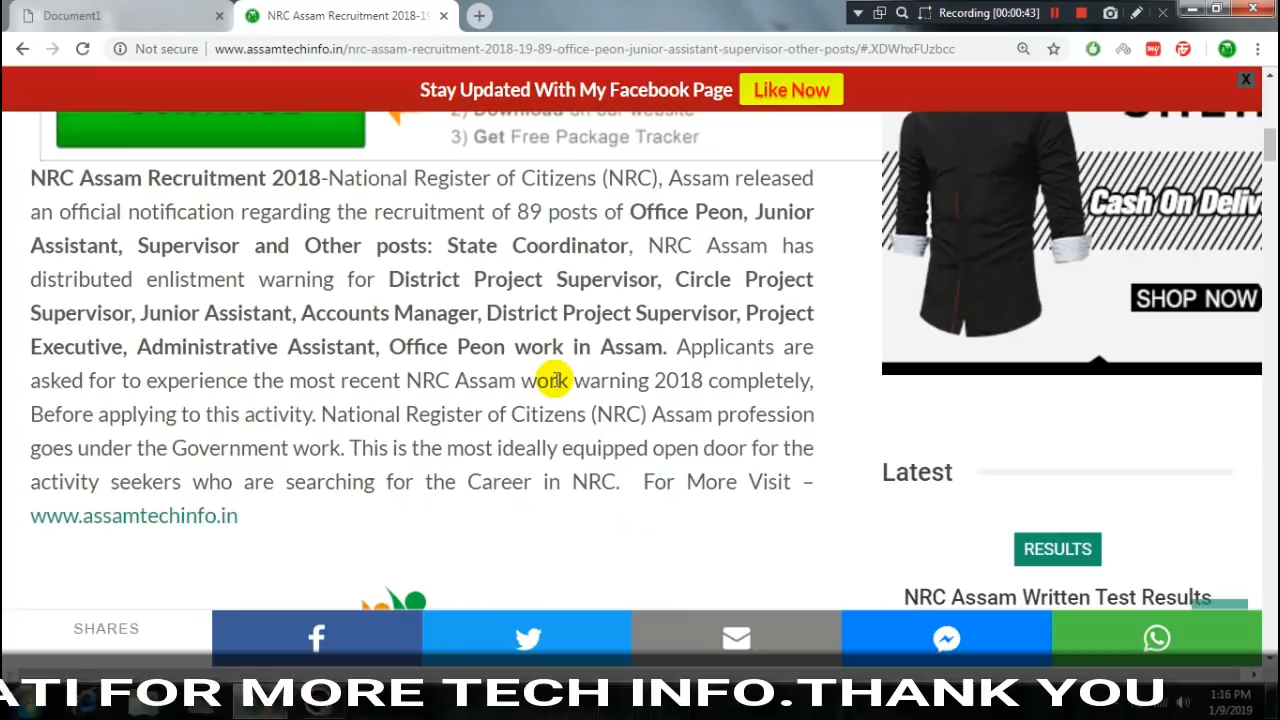 Document1
NRC Assam Recruitment 2018-19
Recording [00:00:43]
Not secure
www.assamtechinfo.in/nrc-assam-recruitment-2018-19-89-office-peon-junior-assistant-supervisor-other-posts/#.XDWhxFUzbcc
Stay Updated With My Facebook Page
Like Now
X
2) Download on our website
3) Get Free Package Tracker
NRC Assam Recruitment 2018-National Register of Citizens (NRC), Assam released
an official notification regarding the recruitment of 89 posts of Office Peon, Junior
Assistant, Supervisor and Other posts: State Coordinator, NRC Assam has
distributed enlistment warning for District Project Supervisor, Circle Project
Supervisor, Junior Assistant, Accounts Manager, District Project Supervisor, Project
Executive, Administrative Assistant, Office Peon work in Assam. Applicants are
asked for to experience the most recent NRC Assam work warning 2018 completely,
Before applying to this activity. National Register of Citizens (NRC) Assam profession
goes under the Government work. This is the most ideally equipped open door for the
activity seekers who are searching for the Career in NRC. For More Visit –
www.assamtechinfo.in
Cash On Deliv
SHOP NOW
Latest
RESULTS
NRC Assam Written Test Results
SHARES
ATI FOR MORE TECH INFO.THANK YOU
1:16 PM
1/9/2019